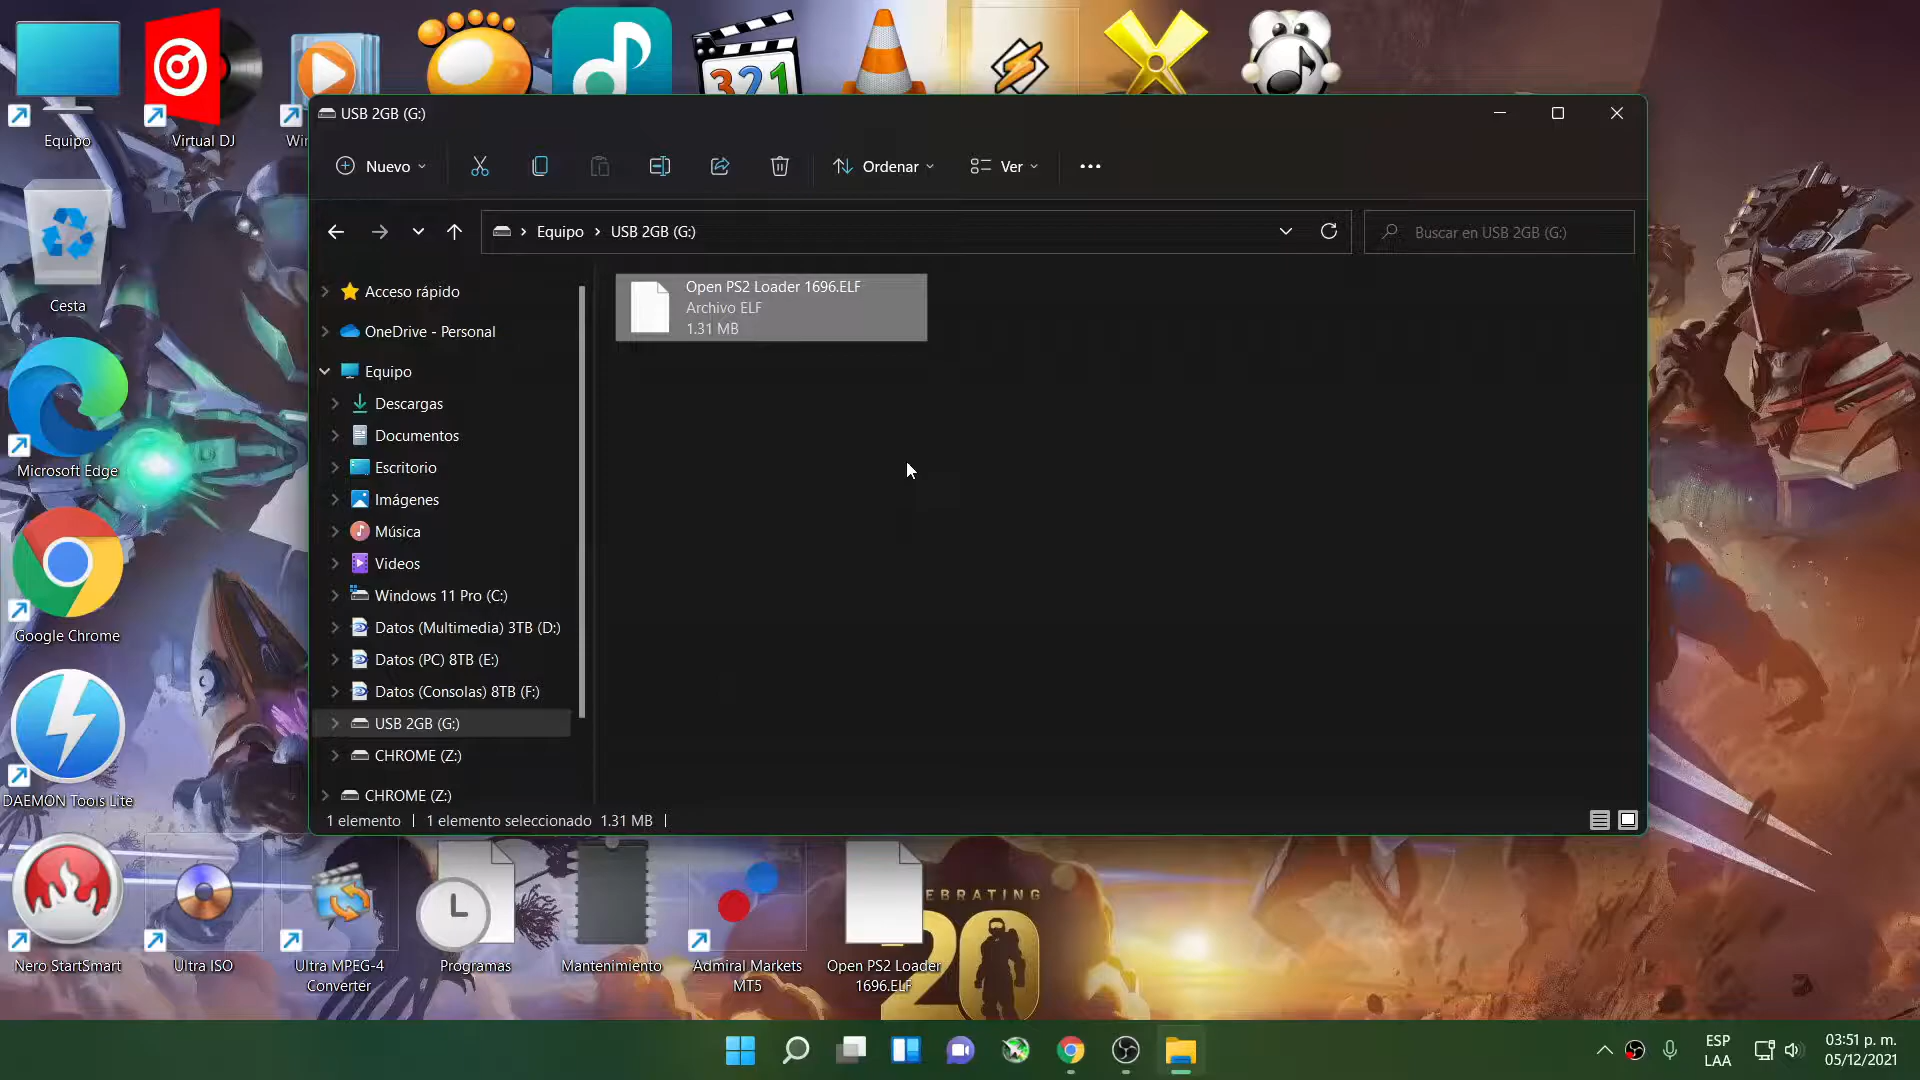 321
Equipo
Virtual DJ
Win
USB 2GB (G:)
Nuevo
Ordenar
Ver
Equipo
USB 2GB (G:)
Buscar en USB 2GB (G:)
Acceso rápido
OneDrive - Personal
Equipo
Descargas
Documentos
Escritorio
Imágenes
Música
Videos
Windows 11 Pro (C:)
Datos (Multimedia) 3TB (D:)
Datos (PC) 8TB (E:)
Datos (Consolas) 8TB (F:)
USB 2GB (G:)
CHROME (Z:)
CHROME (Z:)
Open PS2 Loader 1696.ELF
Archivo ELF
1.31 MB
1 elemento
1 elemento seleccionado 1.31 MB
Cesta
Microsoft Edge
Google Chrome
DAEMON Tools Lite
Nero StartSmart
Ultra ISO
Ultra MPEG-4
Converter
Programas
Mantenimiento
Admiral Markets
MT5
Open PS2 Loader
1696.ELF
EBRATING
20
ESP
LAA
03:51 p. m.
05/12/2021